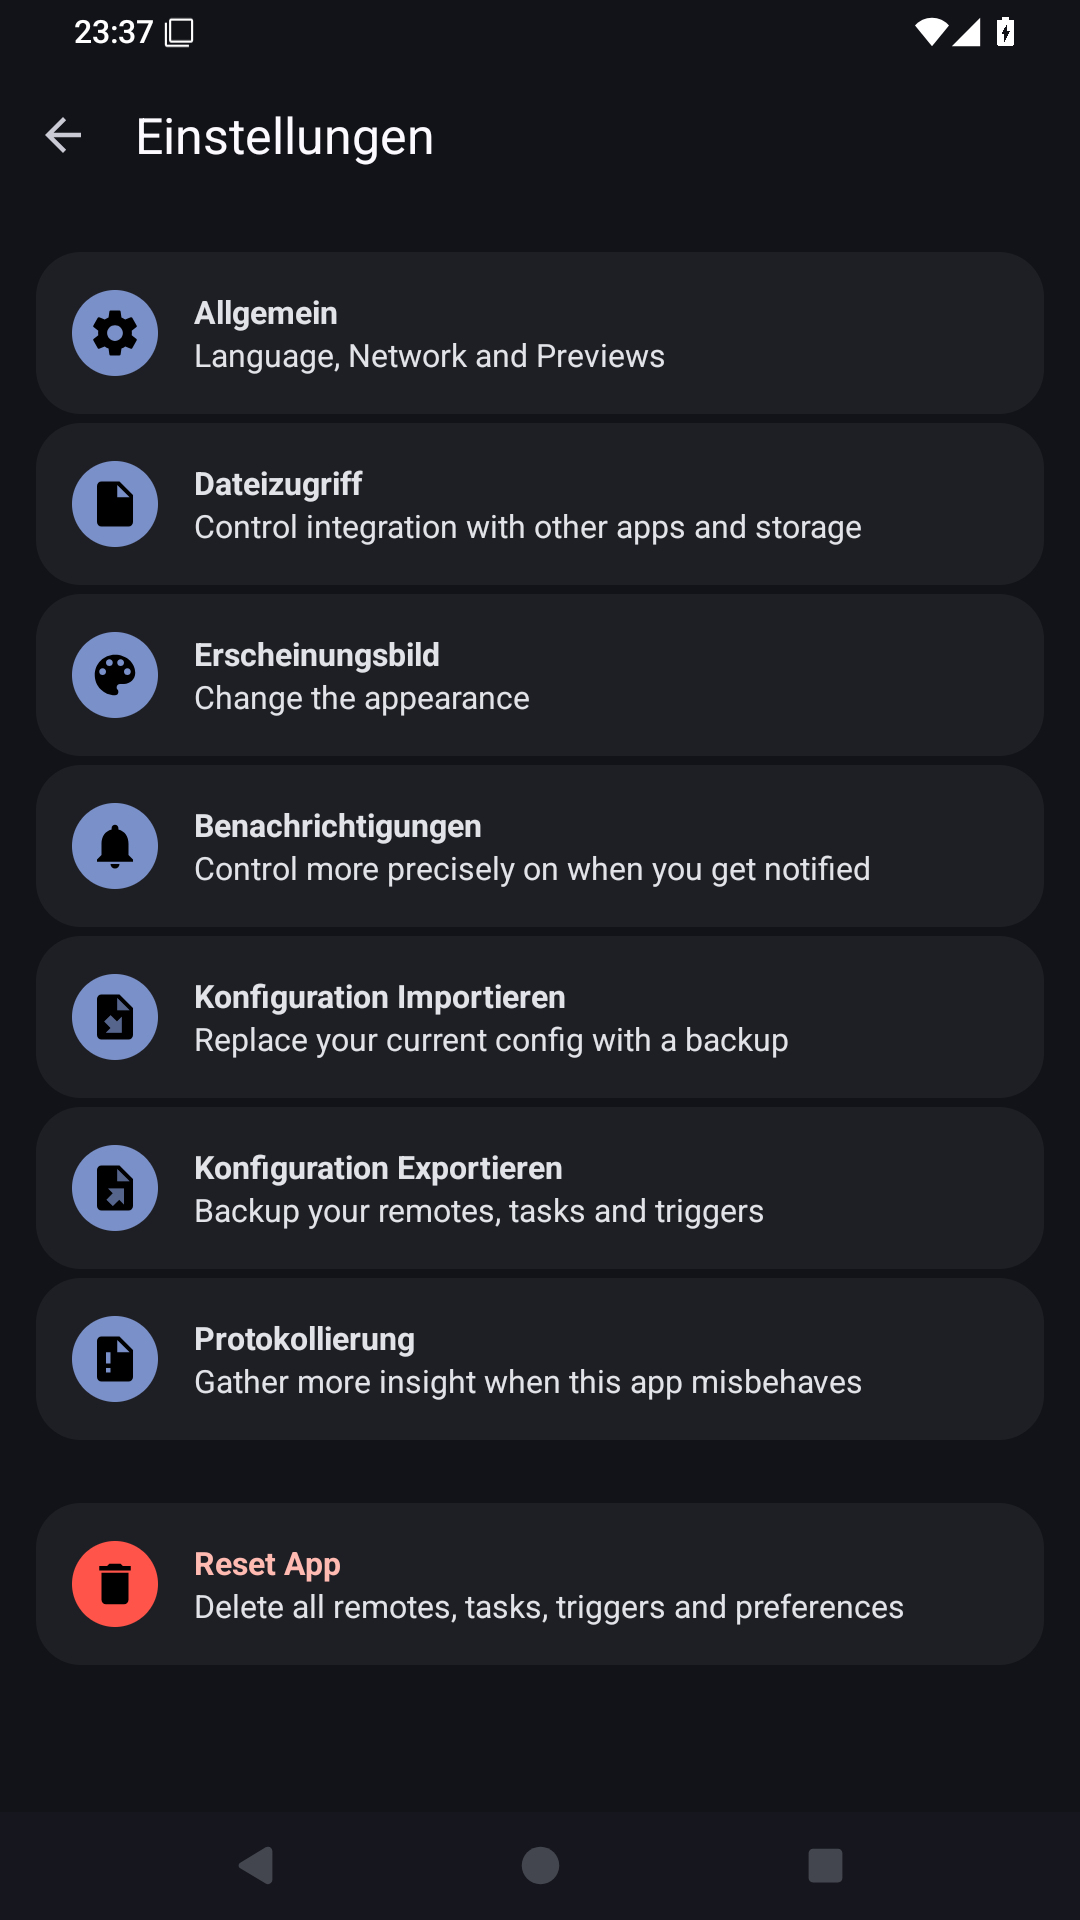 23:37
Einstellungen
Allgemein
Language, Network and Previews
Dateizugriff
Control integration with other apps and storage
Erscheinungsbild
Change the appearance
Benachrichtigungen
Control more precisely on when you get notified
Konfiguration Importieren
Replace your current config with a backup
Konfiguration Exportieren
Backup your remotes, tasks and triggers
Protokollierung
Gather more insight when this app misbehaves
Reset App
Delete all remotes, tasks, triggers and preferences